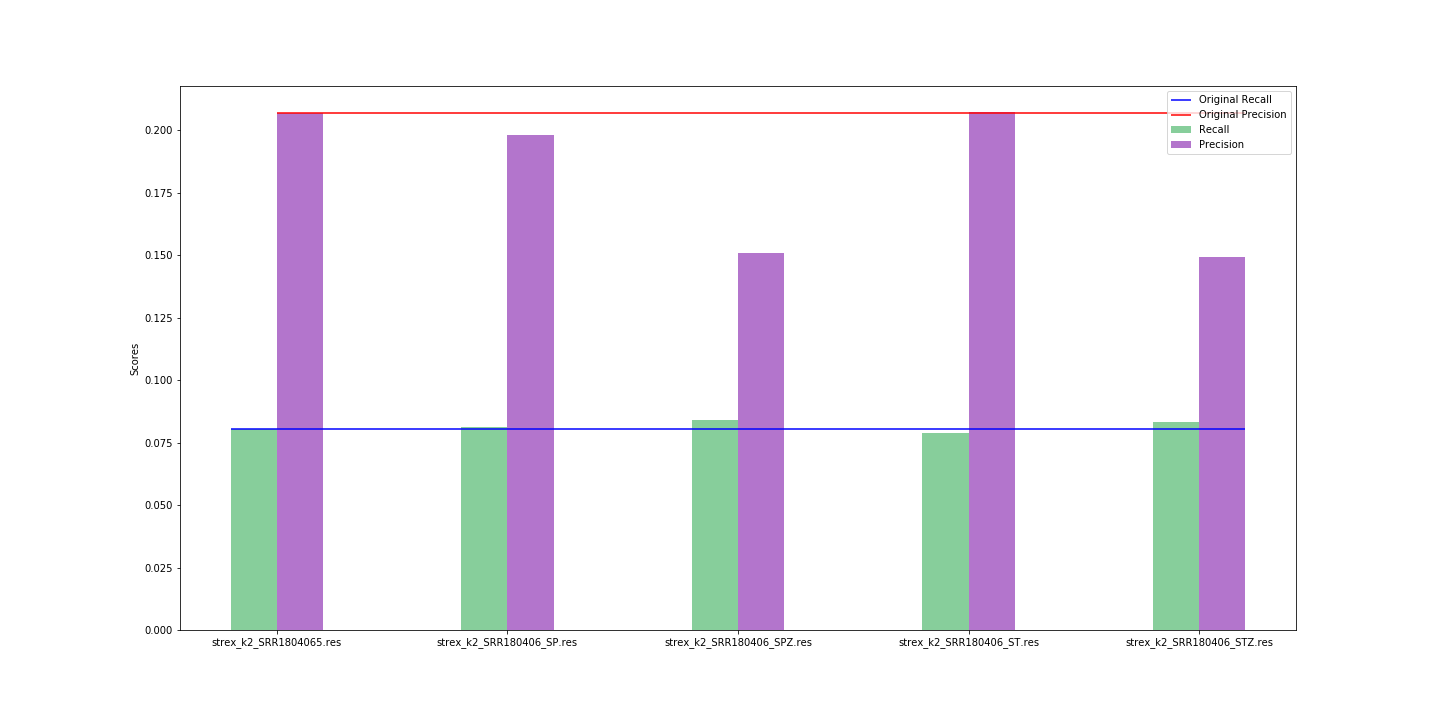 Original Recall
Original Precision
Recall
Precision
0.200
0.175
0.150
0.125
0.100
0.075
0.050
0.025
0.000
Scores
strex_k2_SRR1804065.res
strex_k2_SRR180406_SP.res
strex_k2_SRR180406_SPZ.res
strex_k2_SRR180406_ST.res
strex_k2_SRR180406_STZ.res